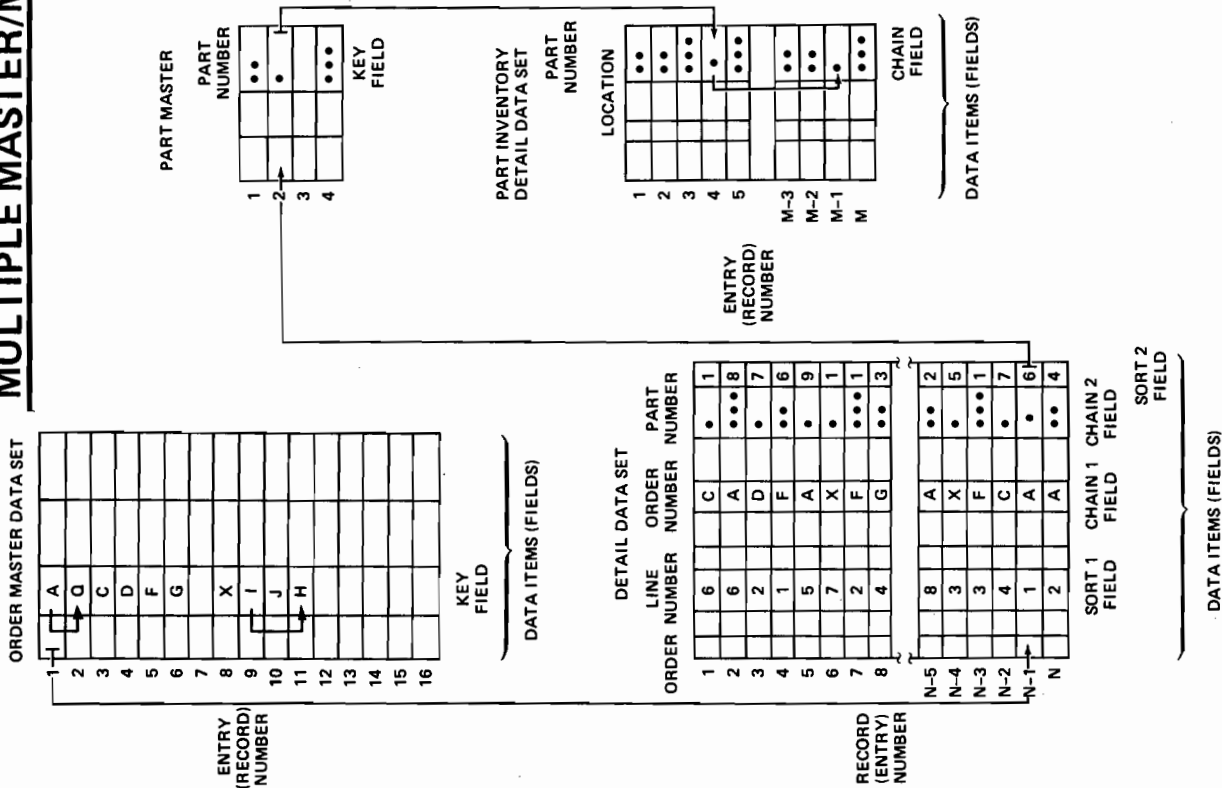 MULTIPLE MASTER/
ORDER MASTER DATA SET
1 A
2 Q
3 C
4 D
5 F
6 G
7
8 X
9 I
10 J
11 H
12
13
14
15
16
ENTRY
(RECORD)
NUMBER
KEY
FIELD
DATA ITEMS (FIELDS)
PART MASTER
PART
NUMBER
1
2
3
4
KEY
FIELD
PART INVENTORY
DETAIL DATA SET
LOCATION
PART
NUMBER
1
2
3
4
5
M-3
M-2
M-1
M
ENTRY
(RECORD)
NUMBER
CHAIN
FIELD
DATA ITEMS (FIELDS)
DETAIL DATA SET
ORDER
LINE
NUMBER
ORDER
NUMBER
PART
NUMBER
1 6 C 1
2 6 A 8
3 2 D 7
4 1 F 6
5 5 A 9
6 7 X 1
7 2 F 1
8 4 G 3
N-5 8 A 2
N-4 3 X 5
N-3 3 F 1
N-2 4 C 7
N-1 1 A 6
N 2 A 4
RECORD
(ENTRY)
NUMBER
SORT 1
FIELD
CHAIN 1
FIELD
CHAIN 2
FIELD
SORT 2
FIELD
DATA ITEMS (FIELDS)